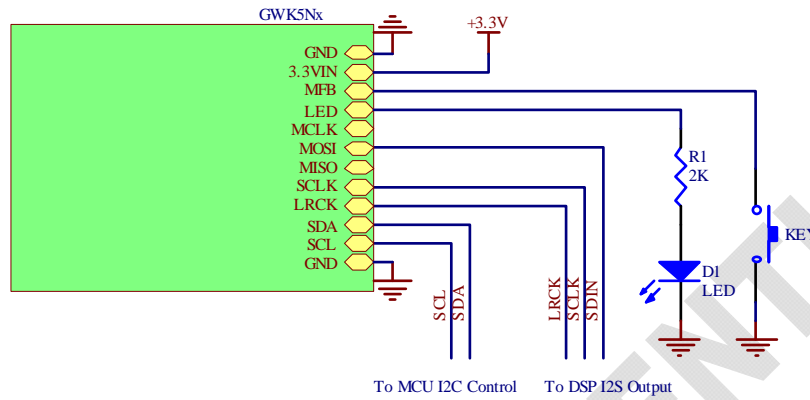 GWK5Nx
+3.3V
GND
3.3VIN
MFB
LED
MCLK
MOSI
MISO
SCLK
LRCK
SDA
SCL
GND
R1
2K
KEY
D1
LED
SCL
SDA
LRCK
SCLK
SDIN
To MCU I2C Control
To DSP I2S Output